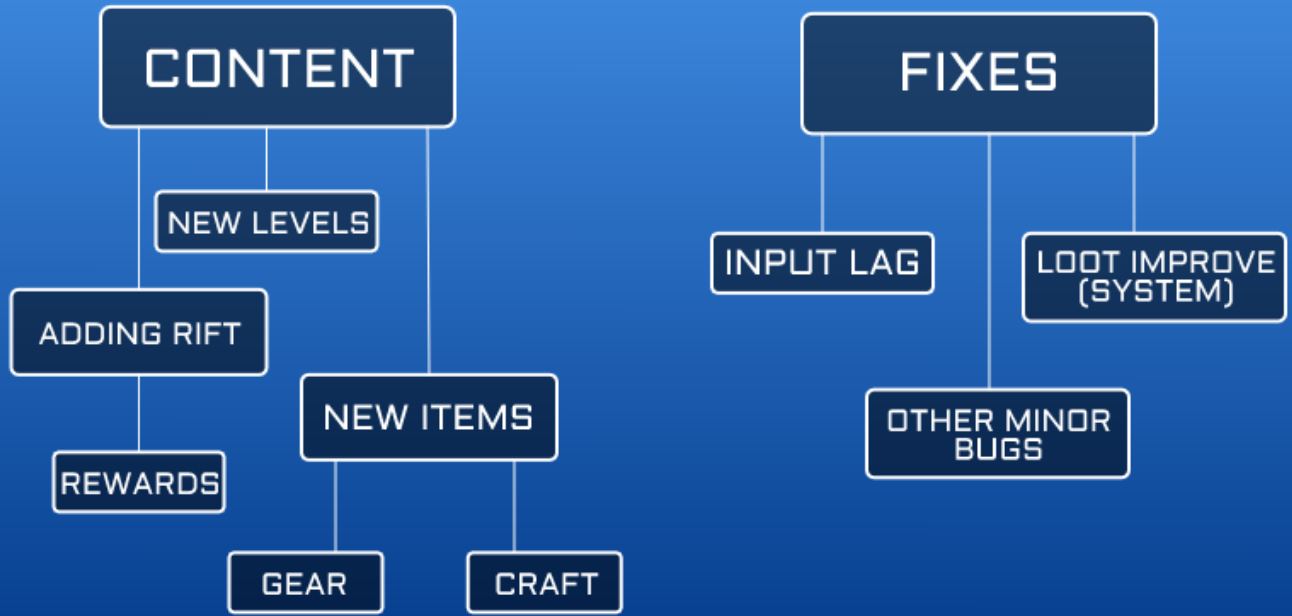 CONTENT
NEW LEVELS
ADDING RIFT
REWARDS
NEW ITEMS
GEAR
CRAFT
FIXES
INPUT LAG
LOOT IMPROVE
(SYSTEM)
OTHER MINOR
BUGS